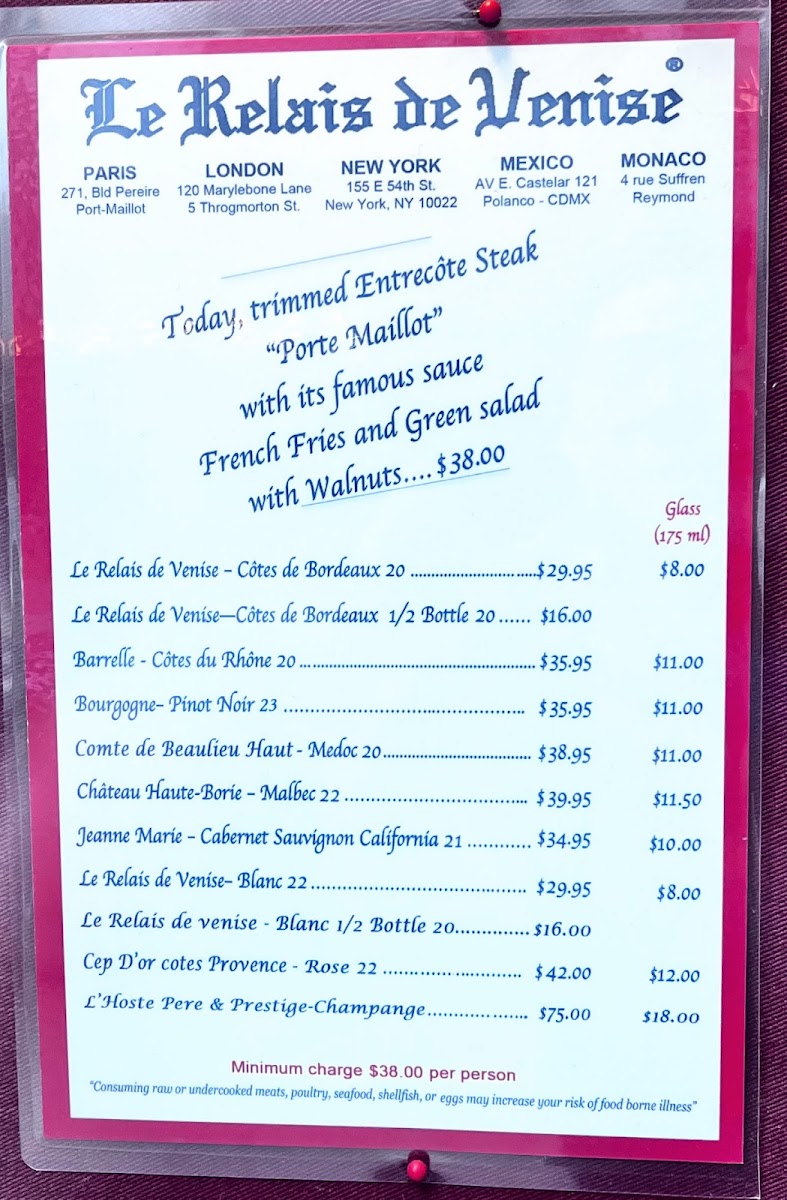 Le Relais de Venise ®
PARIS LONDON NEW YORK MEXICO MONACO
271, Bld Pereire 120 Marylebone Lane 155 E 54th St. AV E. Castelar 121 4 rue Suffren
Port-Maillot 5 Throgmorton St. New York, NY 10022 Polanco - CDMX Reymond
Today, trimmed Entrecôte Steak
“Porte Maillot”
with its famous sauce
French Fries and Green salad
with Walnuts.... $38.00
Glass
(175 ml)
Le Relais de Venise – Côtes de Bordeaux 20 ................................ $29.95 $8.00
Le Relais de Venise—Côtes de Bordeaux 1/2 Bottle 20 ...... $16.00
Barrelle - Côtes du Rhône 20 ........................................................ $35.95 $11.00
Bourgogne– Pinot Noir 23 ................................................ $35.95 $11.00
Comte de Beaulieu Haut - Medoc 20................................... $38.95 $11.00
Château Haute-Borie – Malbec 22 ................................... $39.95 $11.50
Jeanne Marie – Cabernet Sauvignon California 21 ............ $34.95 $10.00
Le Relais de Venise– Blanc 22.......................................... $29.95 $8.00
Le Relais de venise - Blanc 1/2 Bottle 20.............. $16.00
Cep D'or cotes Provence - Rose 22 .......................... $42.00 $12.00
L'Hoste Pere & Prestige-Champange.................... $75.00 $18.00
Minimum charge $38.00 per person
“Consuming raw or undercooked meats, poultry, seafood, shellfish, or eggs may increase your risk of food borne illness”